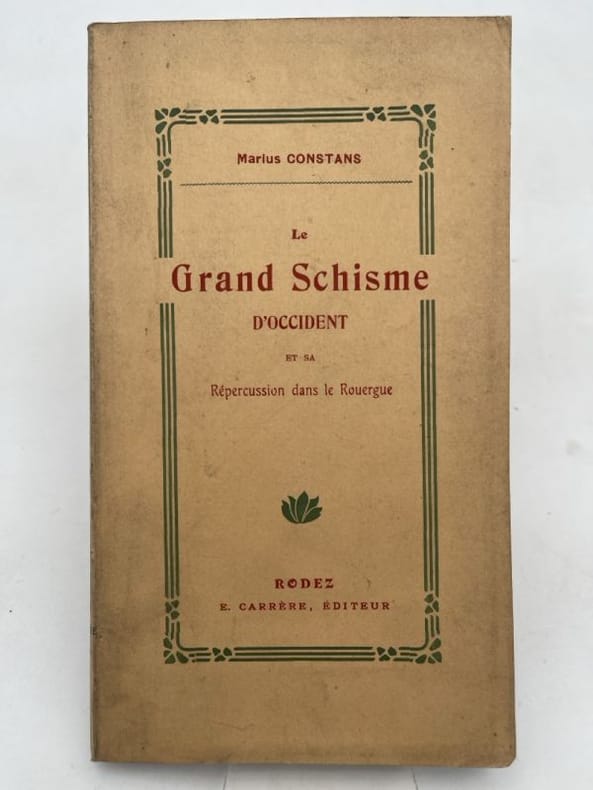 Marius CONSTANS
Le
Grand Schisme
D'OCCIDENT
ET SA
Répercussion dans le Rouergue
RODEZ
E. CARRÈRE, ÉDITEUR